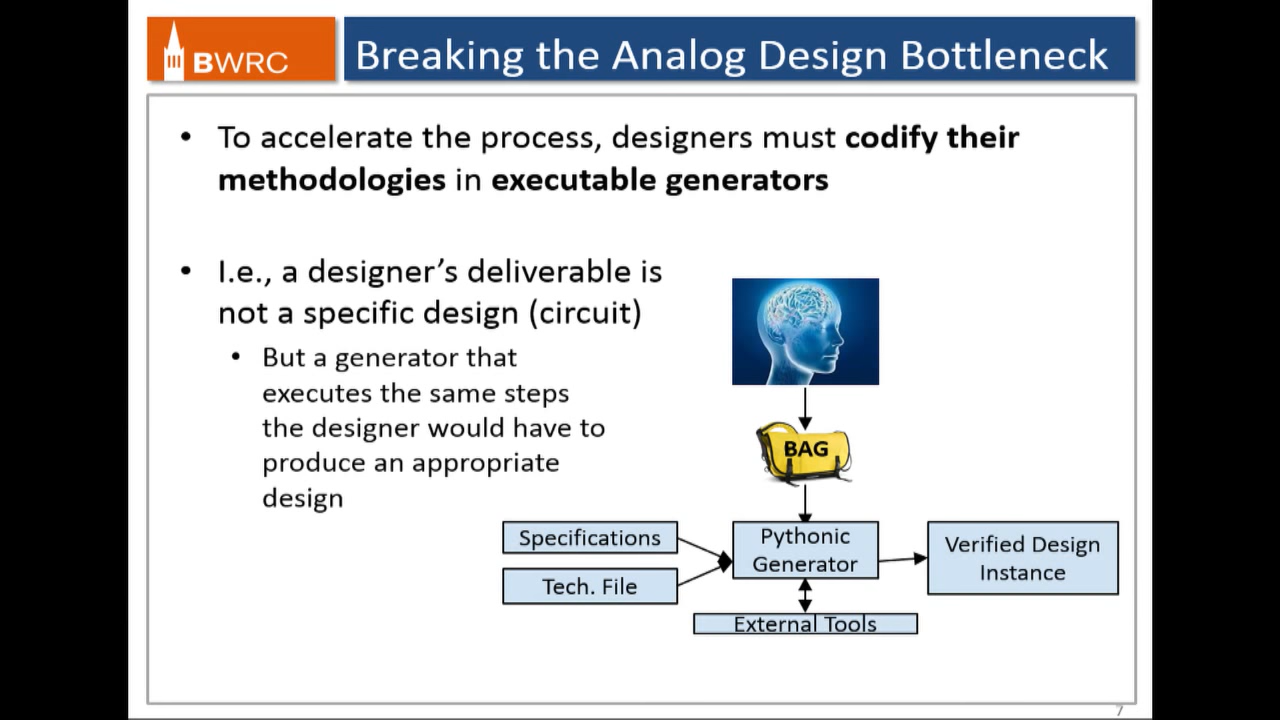 BWRC
Breaking the Analog Design Bottleneck
• To accelerate the process, designers must codify their
methodologies in executable generators
• I.e., a designer’s deliverable is
not a specific design (circuit)
• But a generator that
executes the same steps
the designer would have to
produce an appropriate
design
BAG
Specifications
Tech. File
Pythonic
Generator
Verified Design
Instance
External Tools
7